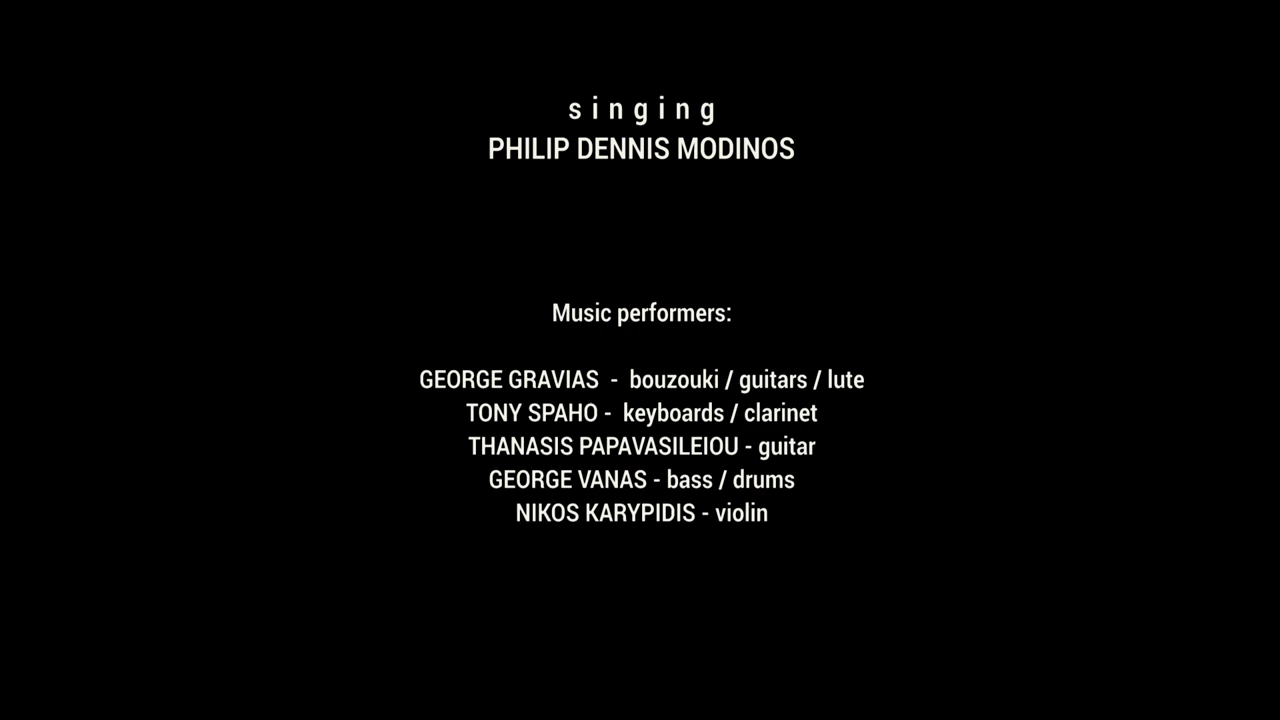 singing
PHILIP DENNIS MODINOS
Music performers:
GEORGE GRAVIAS - bouzouki / guitars / lute
TONY SPAHO - keyboards / clarinet
THANASIS PAPAVASILEIOU - guitar
GEORGE VANAS - bass / drums
NIKOS KARYPIDIS - violin